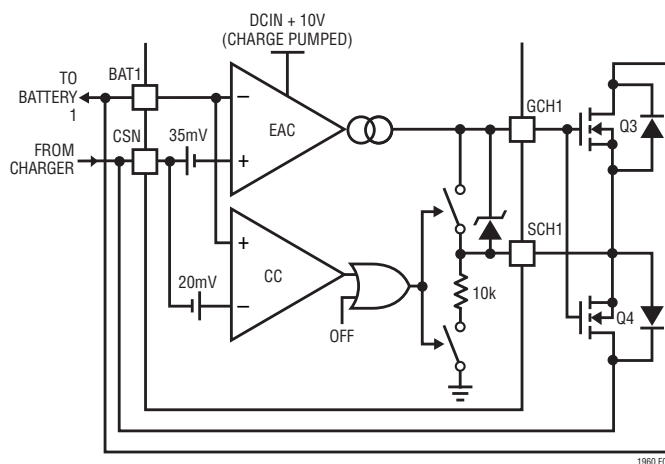 DCIN + 10V
(CHARGE PUMPED)
TO
BATTERY
1
BAT1
CSN
FROM
CHARGER
35mV
–
+
EAC
GCH1
Q3
SCH1
+
–
CC
20mV
OFF
10k
Q4